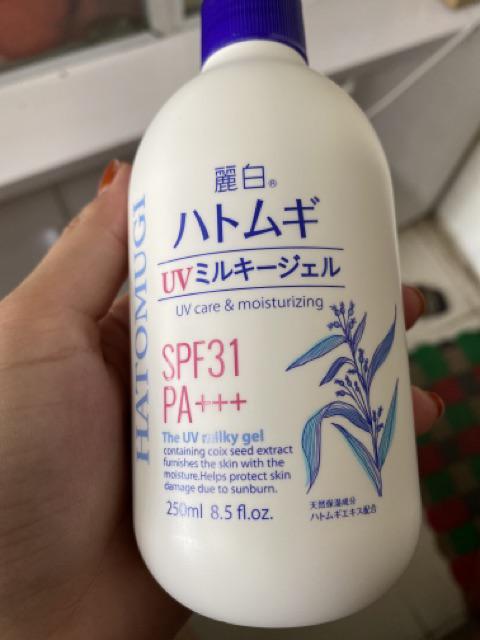 麗白®
ハトムギ
UVミルキージェル
UV care & moisturizing
SPF31
PA+++
The UV milky gel
containing coix seed extract
furnishes the skin with the
moisture.Helps protect skin
damage due to sunburn.
250ml 8.5 fl.oz.
天然保湿成分
ハトムギエキス配合
HATOMUGI